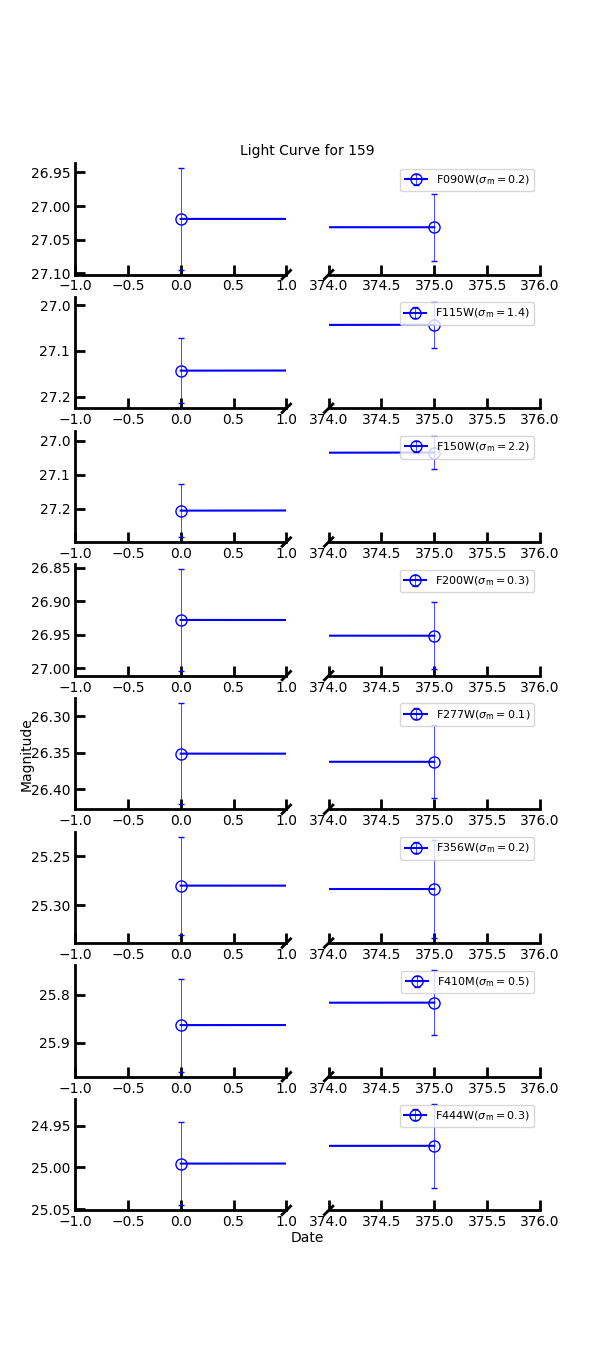 Light Curve for 159
26.95
27.00
27.05
27.10
F090W(σm = 0.2)
−1.0 −0.5 0.0 0.5 1.0 374.0 374.5 375.0 375.5 376.0
27.0
27.1
27.2
F115W(σm = 1.4)
−1.0 −0.5 0.0 0.5 1.0 374.0 374.5 375.0 375.5 376.0
27.0
27.1
27.2
F150W(σm = 2.2)
−1.0 −0.5 0.0 0.5 1.0 374.0 374.5 375.0 375.5 376.0
26.85
26.90
26.95
27.00
F200W(σm = 0.3)
−1.0 −0.5 0.0 0.5 1.0 374.0 374.5 375.0 375.5 376.0
Magnitude
26.30
26.35
26.40
F277W(σm = 0.1)
−1.0 −0.5 0.0 0.5 1.0 374.0 374.5 375.0 375.5 376.0
25.25
25.30
F356W(σm = 0.2)
−1.0 −0.5 0.0 0.5 1.0 374.0 374.5 375.0 375.5 376.0
25.8
25.9
F410M(σm = 0.5)
−1.0 −0.5 0.0 0.5 1.0 374.0 374.5 375.0 375.5 376.0
24.95
25.00
25.05
F444W(σm = 0.3)
−1.0 −0.5 0.0 0.5 1.0 374.0 374.5 375.0 375.5 376.0
Date